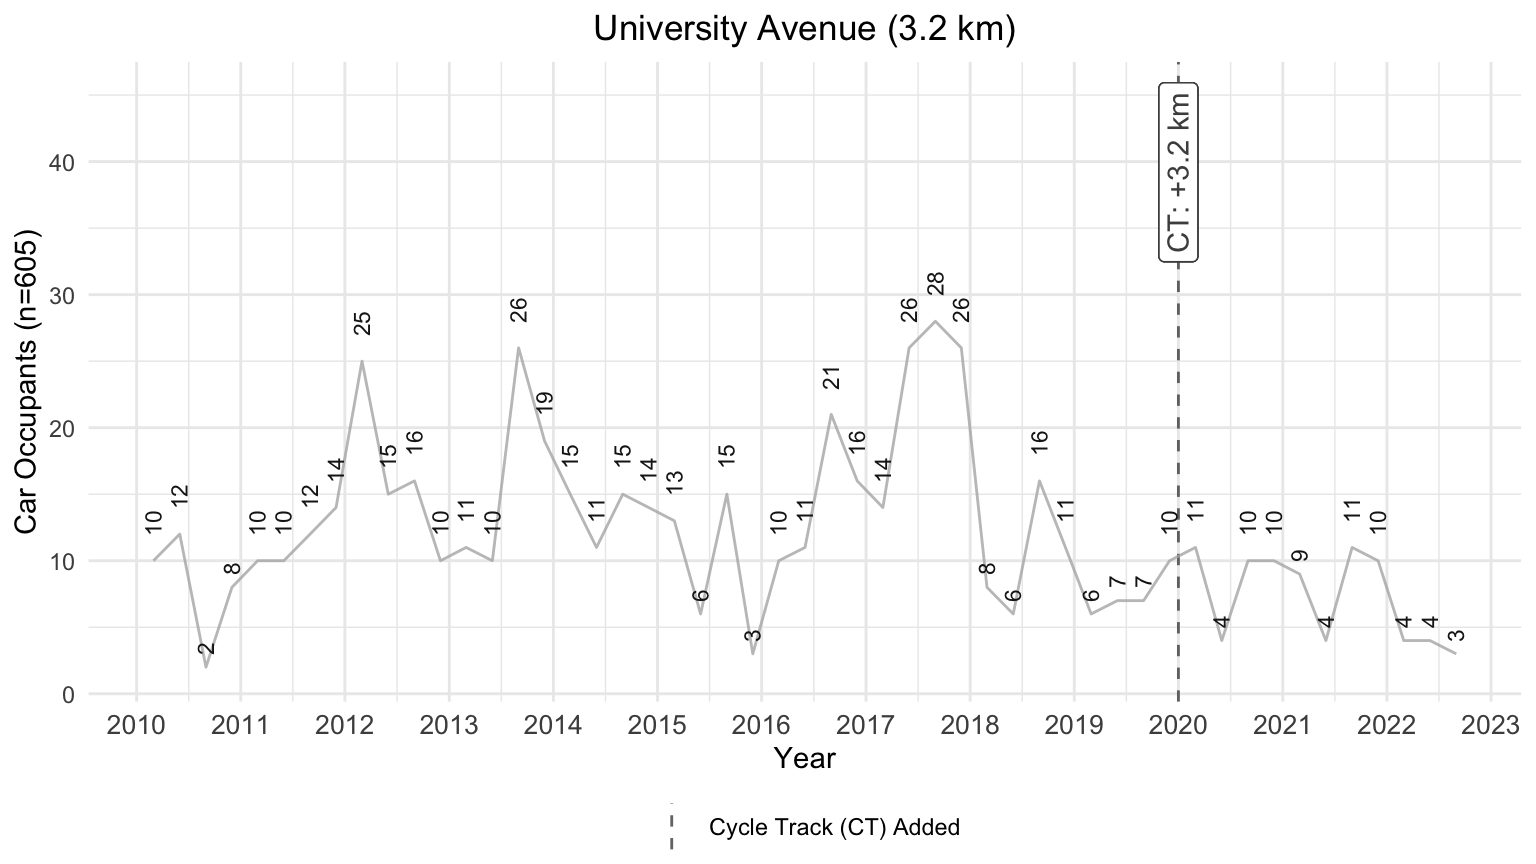 University Avenue (3.2 km)
Car Occupants (n=605)
40
30
20
10
0
CT: +3.2 km
10 12 2 8 10 10 12 14 25 15 16 10 11 10 26 19 15 11 15 14 13 6 15 3 10 11 21 16 14 26 28 26 8 6 16 11 6 7 7 10 11 4 10 10 9 4 11 10 4 4 3
2010 2011 2012 2013 2014 2015 2016 2017 2018 2019 2020 2021 2022 2023
Year
Cycle Track (CT) Added